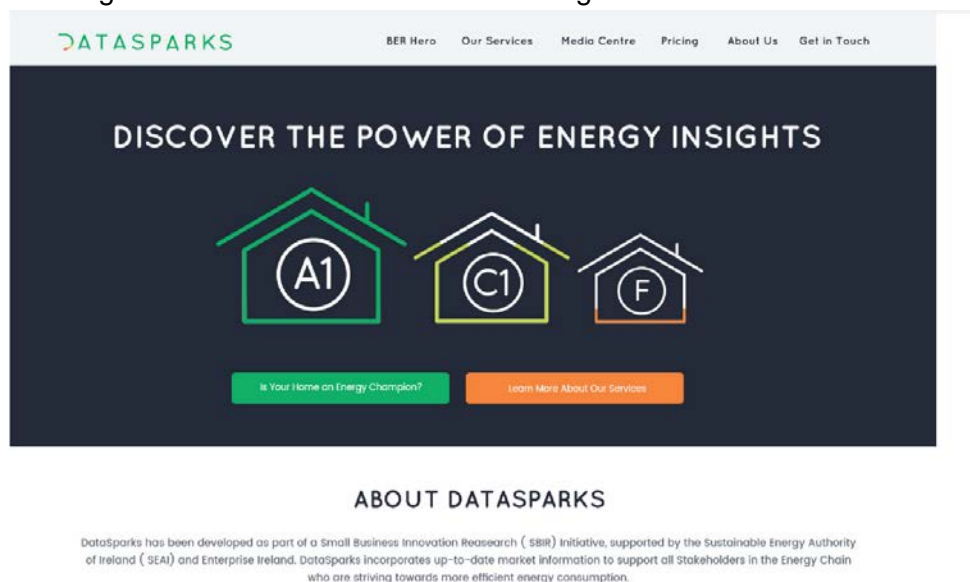 DATASPARKS
BER Hero Our Services Media Centre Pricing About Us Get in Touch
DISCOVER THE POWER OF ENERGY INSIGHTS
A1 C1 F
Is Your Home an Energy Champion? Learn More About Our Services
ABOUT DATASPARKS
DataSparks has been developed as part of a Small Business Innovation Reasearch ( SBIR) Initiative, supported by the Sustainable Energy Authority
of Ireland ( SEAI) and Enterprise Ireland. DataSparks incorporates up-to-date market information to support all Stakeholders in the Energy Chain
who are striving towards more efficient energy consumption.